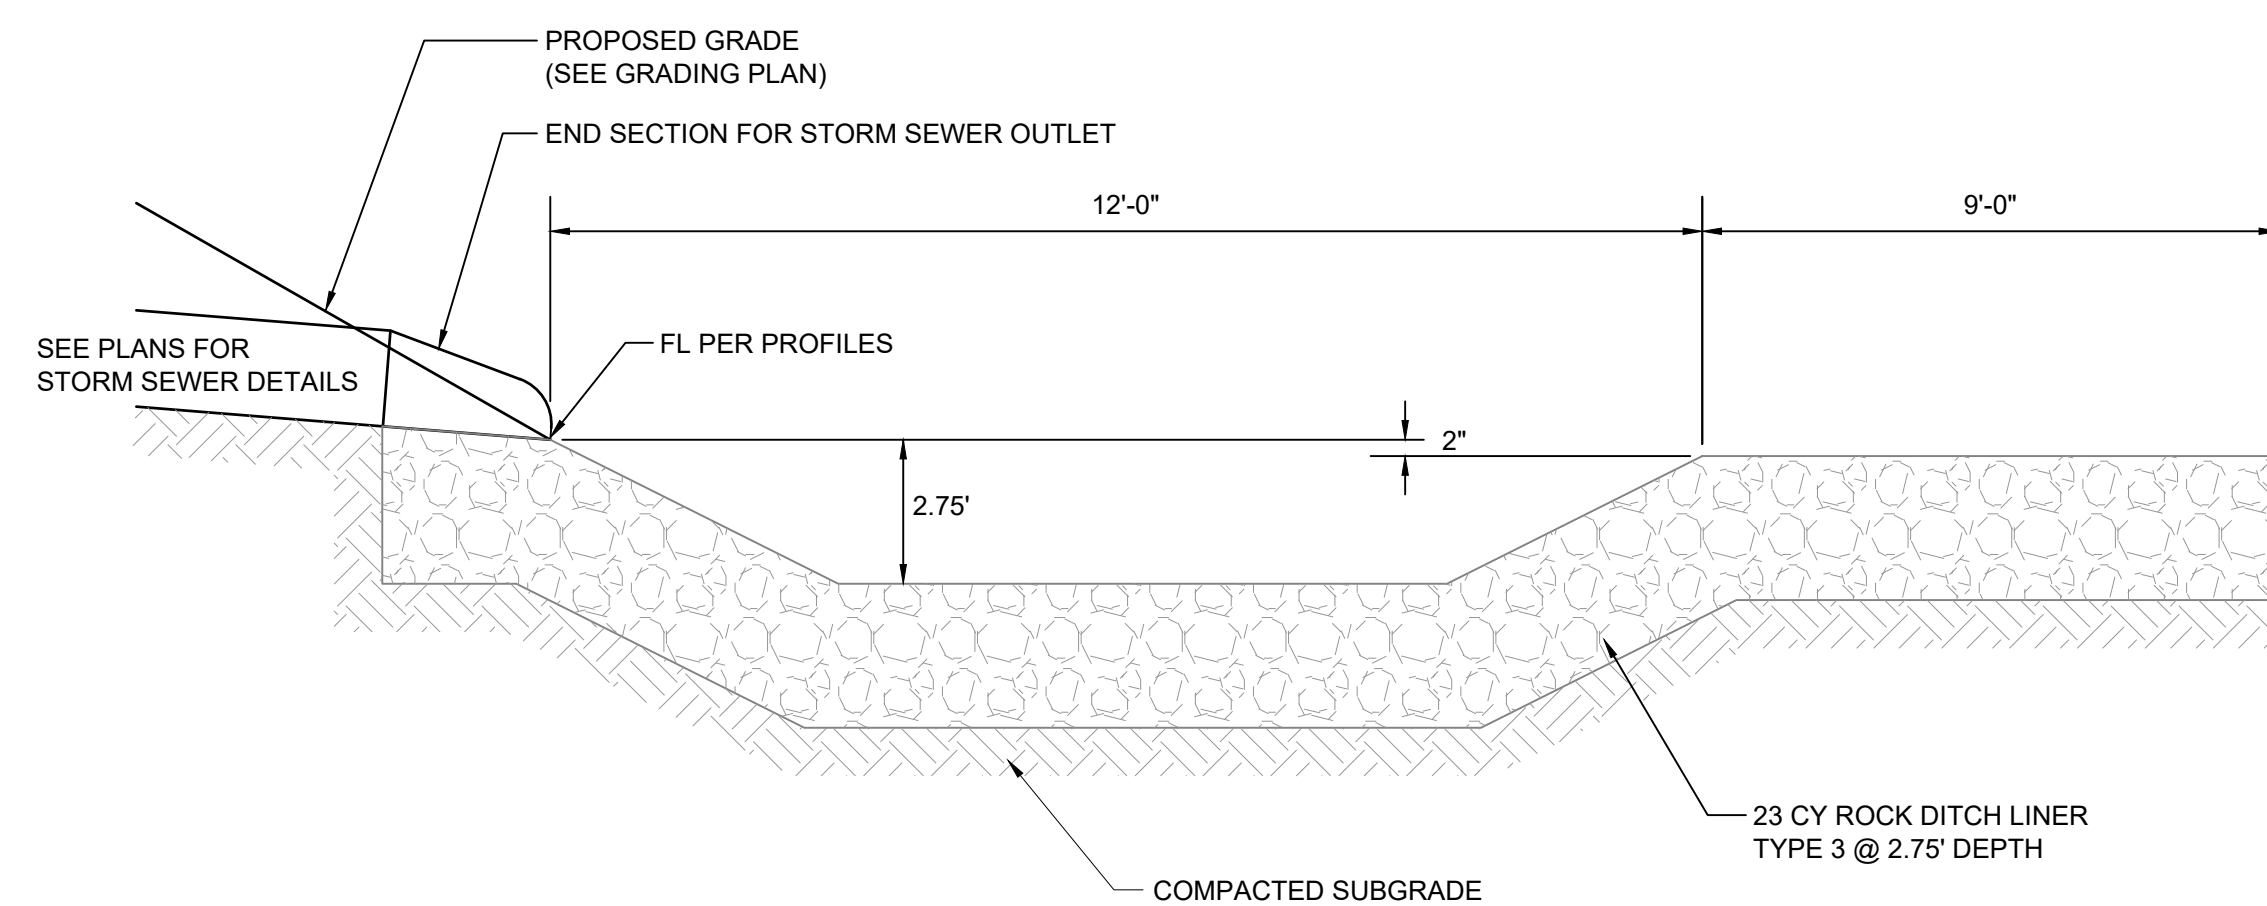 PROPOSED GRADE
(SEE GRADING PLAN)
END SECTION FOR STORM SEWER OUTLET
12'-0"
9'-0"
FL PER PROFILES
SEE PLANS FOR
STORM SEWER DETAILS
2"
2.75'
23 CY ROCK DITCH LINER
TYPE 3 @ 2.75' DEPTH
COMPACTED SUBGRADE